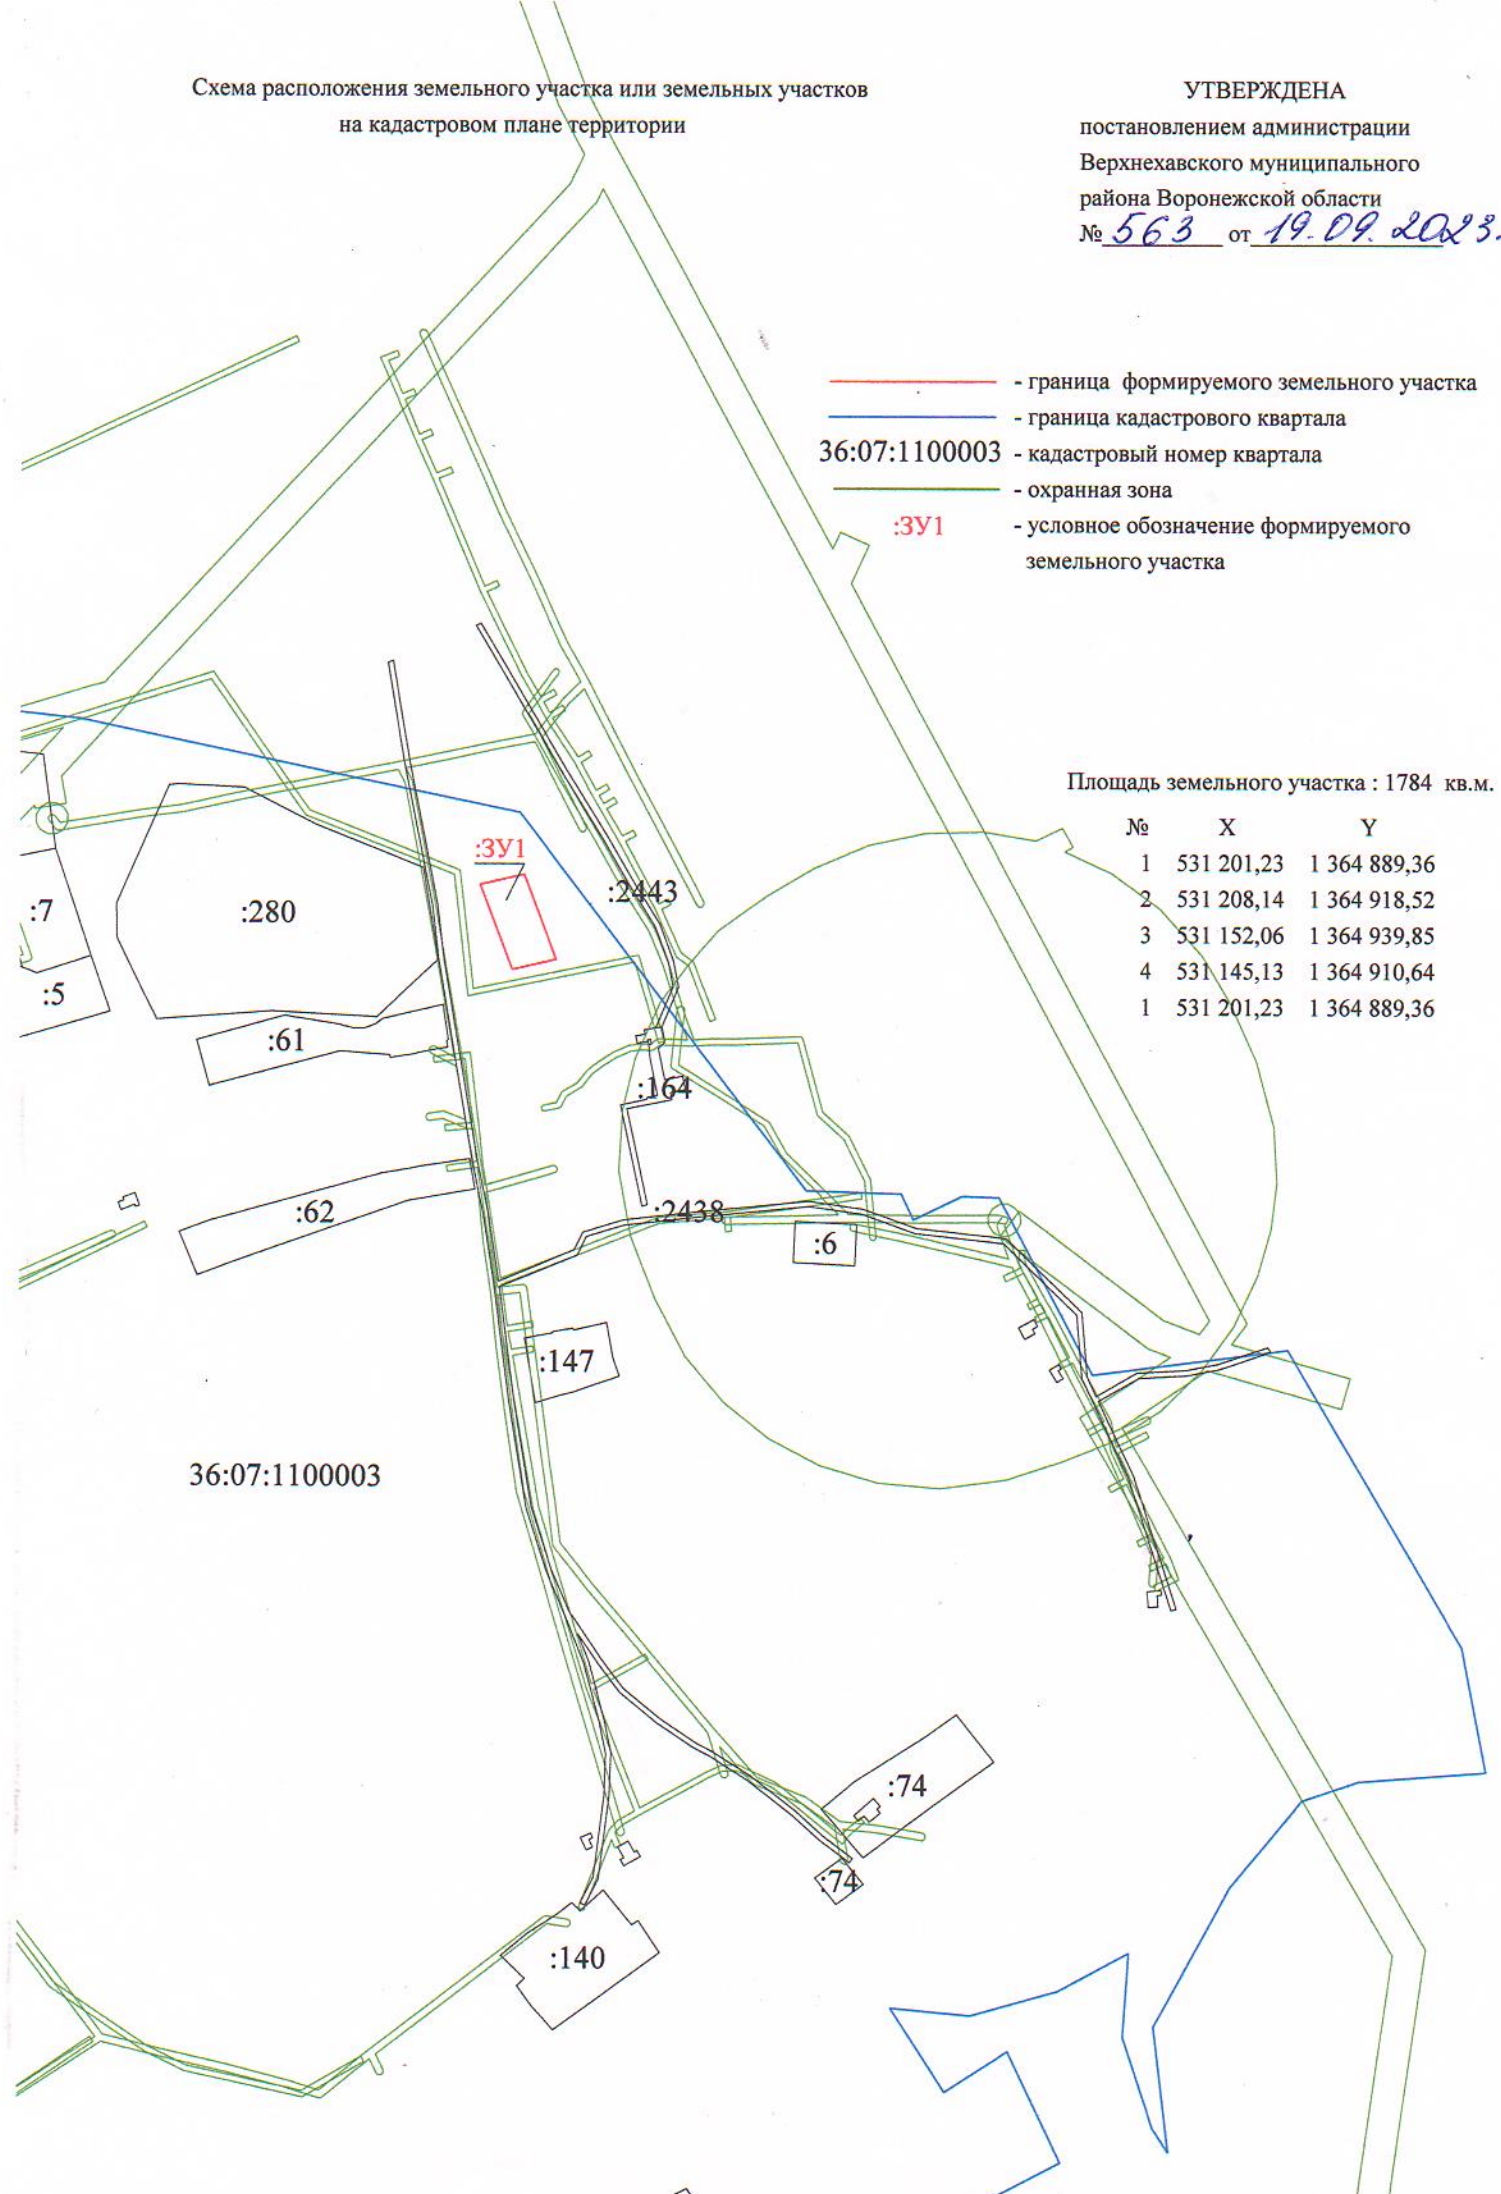 Схема расположения земельного участка или земельных участков
на кадастровом плане территории
УТВЕРЖДЕНА
постановлением администрации
Верхнехавского муниципального
района Воронежской области
№ 563 от 19.09.2023.
- граница формируемого земельного участка
- граница кадастрового квартала
36:07:1100003 - кадастровый номер квартала
- охранная зона
:ЗУ1 - условное обозначение формируемого
земельного участка
Площадь земельного участка : 1784 кв.м.
№ X Y
1 531 201,23 1 364 889,36
2 531 208,14 1 364 918,52
3 531 152,06 1 364 939,85
4 531 145,13 1 364 910,64
1 531 201,23 1 364 889,36
:ЗУ1
:2443
:7
:280
:5
:61
:164
:62
:2438
:6
:147
36:07:1100003
:74
:74
:140